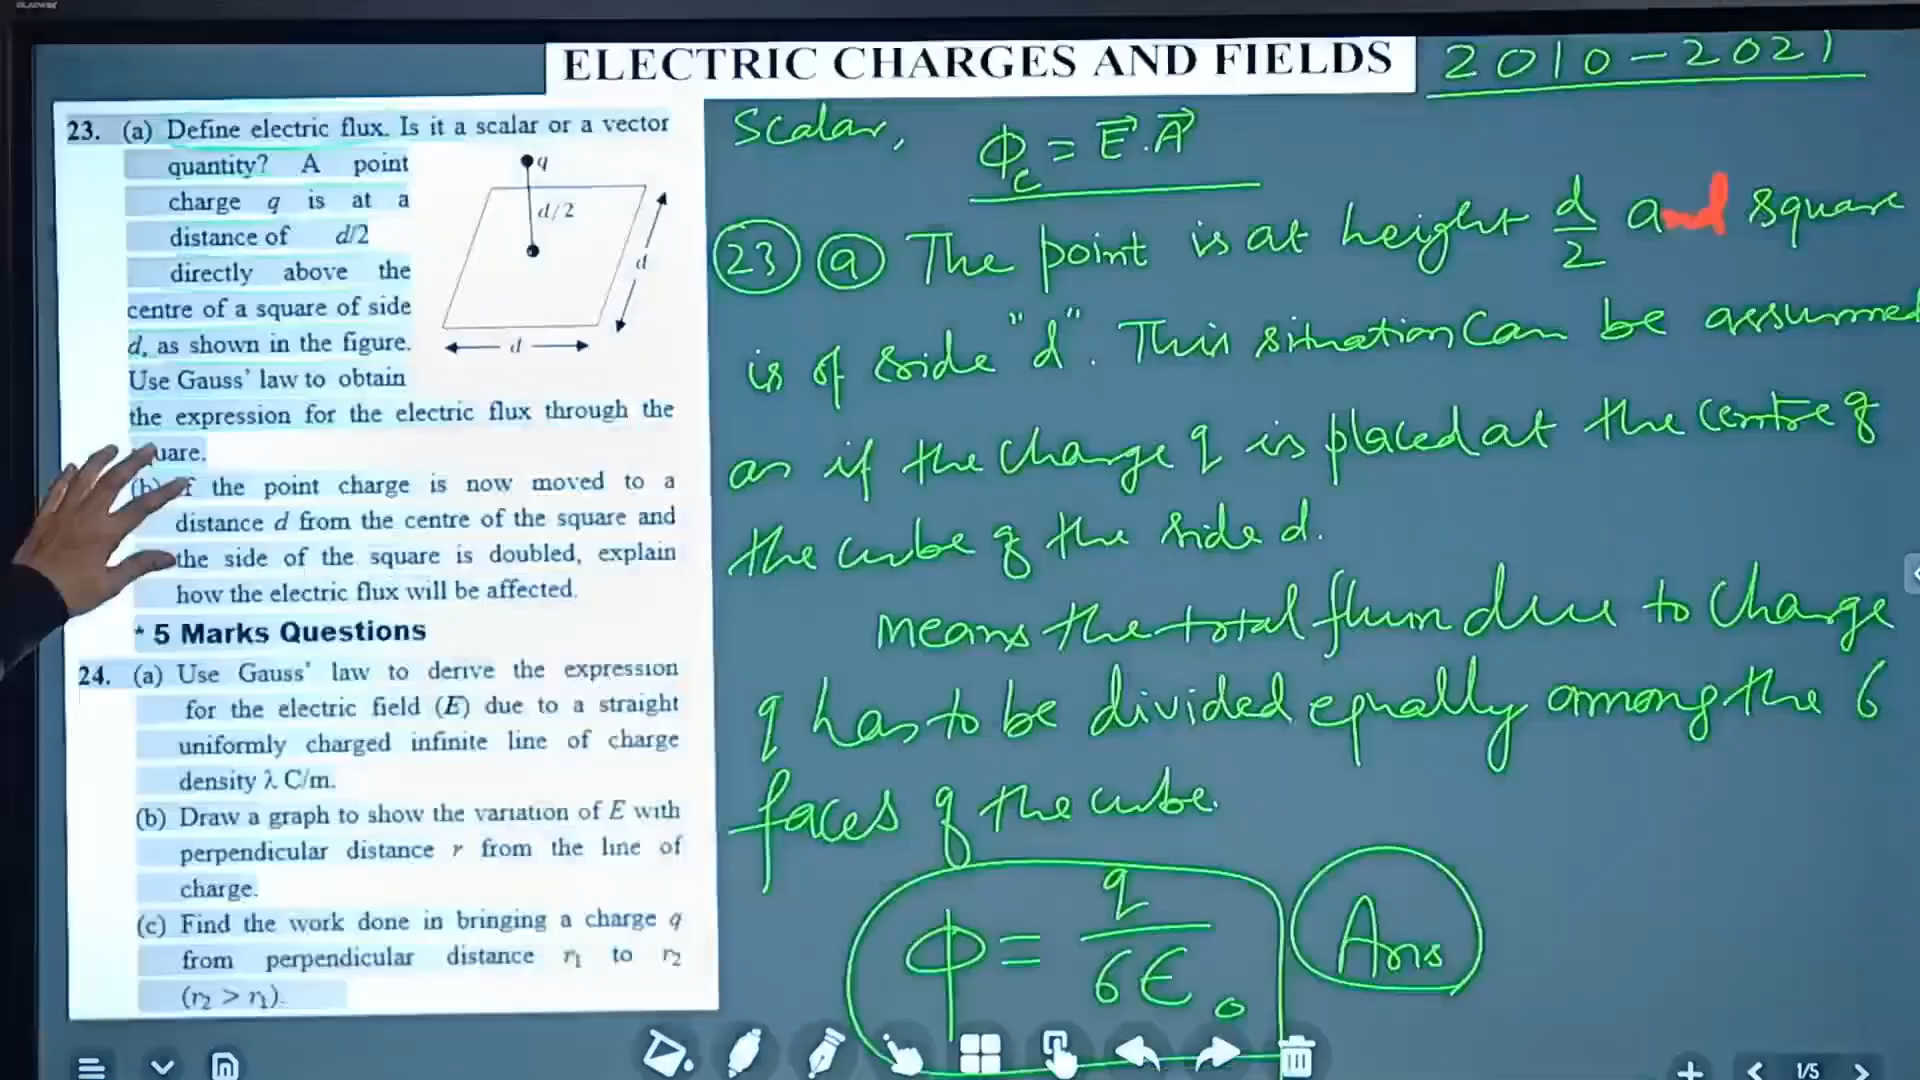 ELECTRIC CHARGES AND FIELDS
2010-2021
23. (a) Define electric flux. Is it a scalar or a vector
quantity? A point
charge q is at a
distance of d/2
directly above the
centre of a square of side
d, as shown in the figure.
Use Gauss' law to obtain
the expression for the electric flux through the
uare.
q
d/2
d
d
(b) f the point charge is now moved to a
distance d from the centre of the square and
the side of the square is doubled, explain
how the electric flux will be affected.
* 5 Marks Questions
24. (a) Use Gauss' law to derive the expression
for the electric field (E) due to a straight
uniformly charged infinite line of charge
density λ C/m.
(b) Draw a graph to show the variation of E with
perpendicular distance r from the line of
charge.
(c) Find the work done in bringing a charge q
from perpendicular distance r₁ to r₂
(r₂ > r₁).
Scalar, ϕ = E⃗.A⃗
23 a The point is at height d/2 and square
is of side "d". This situation can be assumed
as if the charge q is placed at the centre of
the cube of the side d.
means the total flux due to charge
q has to be divided equally among the 6
faces of the cube.
ϕ = q/6ϵ₀ Ans
1/5